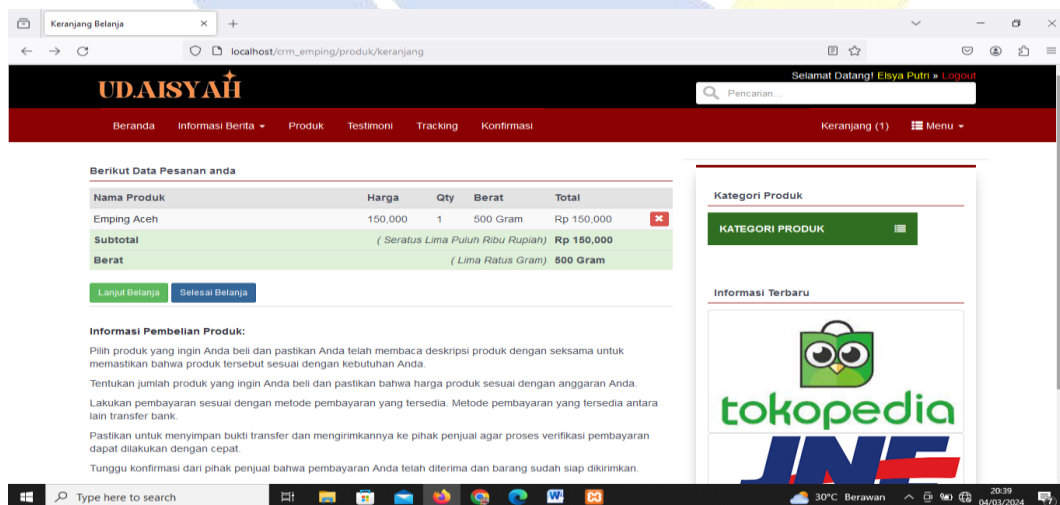 Keranjang Belanja
localhost/crm_emping/produk/keranjang
UD.AISYAH
Selamat Datang! Elsya Putri » Logout
Pencarian...
Beranda Informasi Berita Produk Testimoni Tracking Konfirmasi Keranjang (1) Menu
Berikut Data Pesanan anda
Nama Produk Harga Qty Berat Total
Emping Aceh 150,000 1 500 Gram Rp 150,000
Subtotal ( Seratus Lima Puluh Ribu Rupian) Rp 150,000
Berat ( Lima Ratus Gram) 500 Gram
Lanjut Belanja Selesai Belanja
Informasi Pembelian Produk:
Pilih produk yang ingin Anda beli dan pastikan Anda telah membaca deskripsi produk dengan seksama untuk
memastikan bahwa produk tersebut sesuai dengan kebutuhan Anda.
Tentukan jumlah produk yang ingin Anda beli dan pastikan bahwa harga produk sesuai dengan anggaran Anda.
Lakukan pembayaran sesuai dengan metode pembayaran yang tersedia. Metode pembayaran yang tersedia antara
lain transfer bank.
Pastikan untuk menyimpan bukti transfer dan mengirimkannya ke pihak penjual agar proses verifikasi pembayaran
dapat dilakukan dengan cepat.
Tunggu konfirmasi dari pihak penjual bahwa pembayaran Anda telah diterima dan barang sudah siap dikirimkan.
Kategori Produk
KATEGORI PRODUK
Informasi Terbaru
tokopedia
JNE
Type here to search
30°C Berawan
20:39
04/03/2024